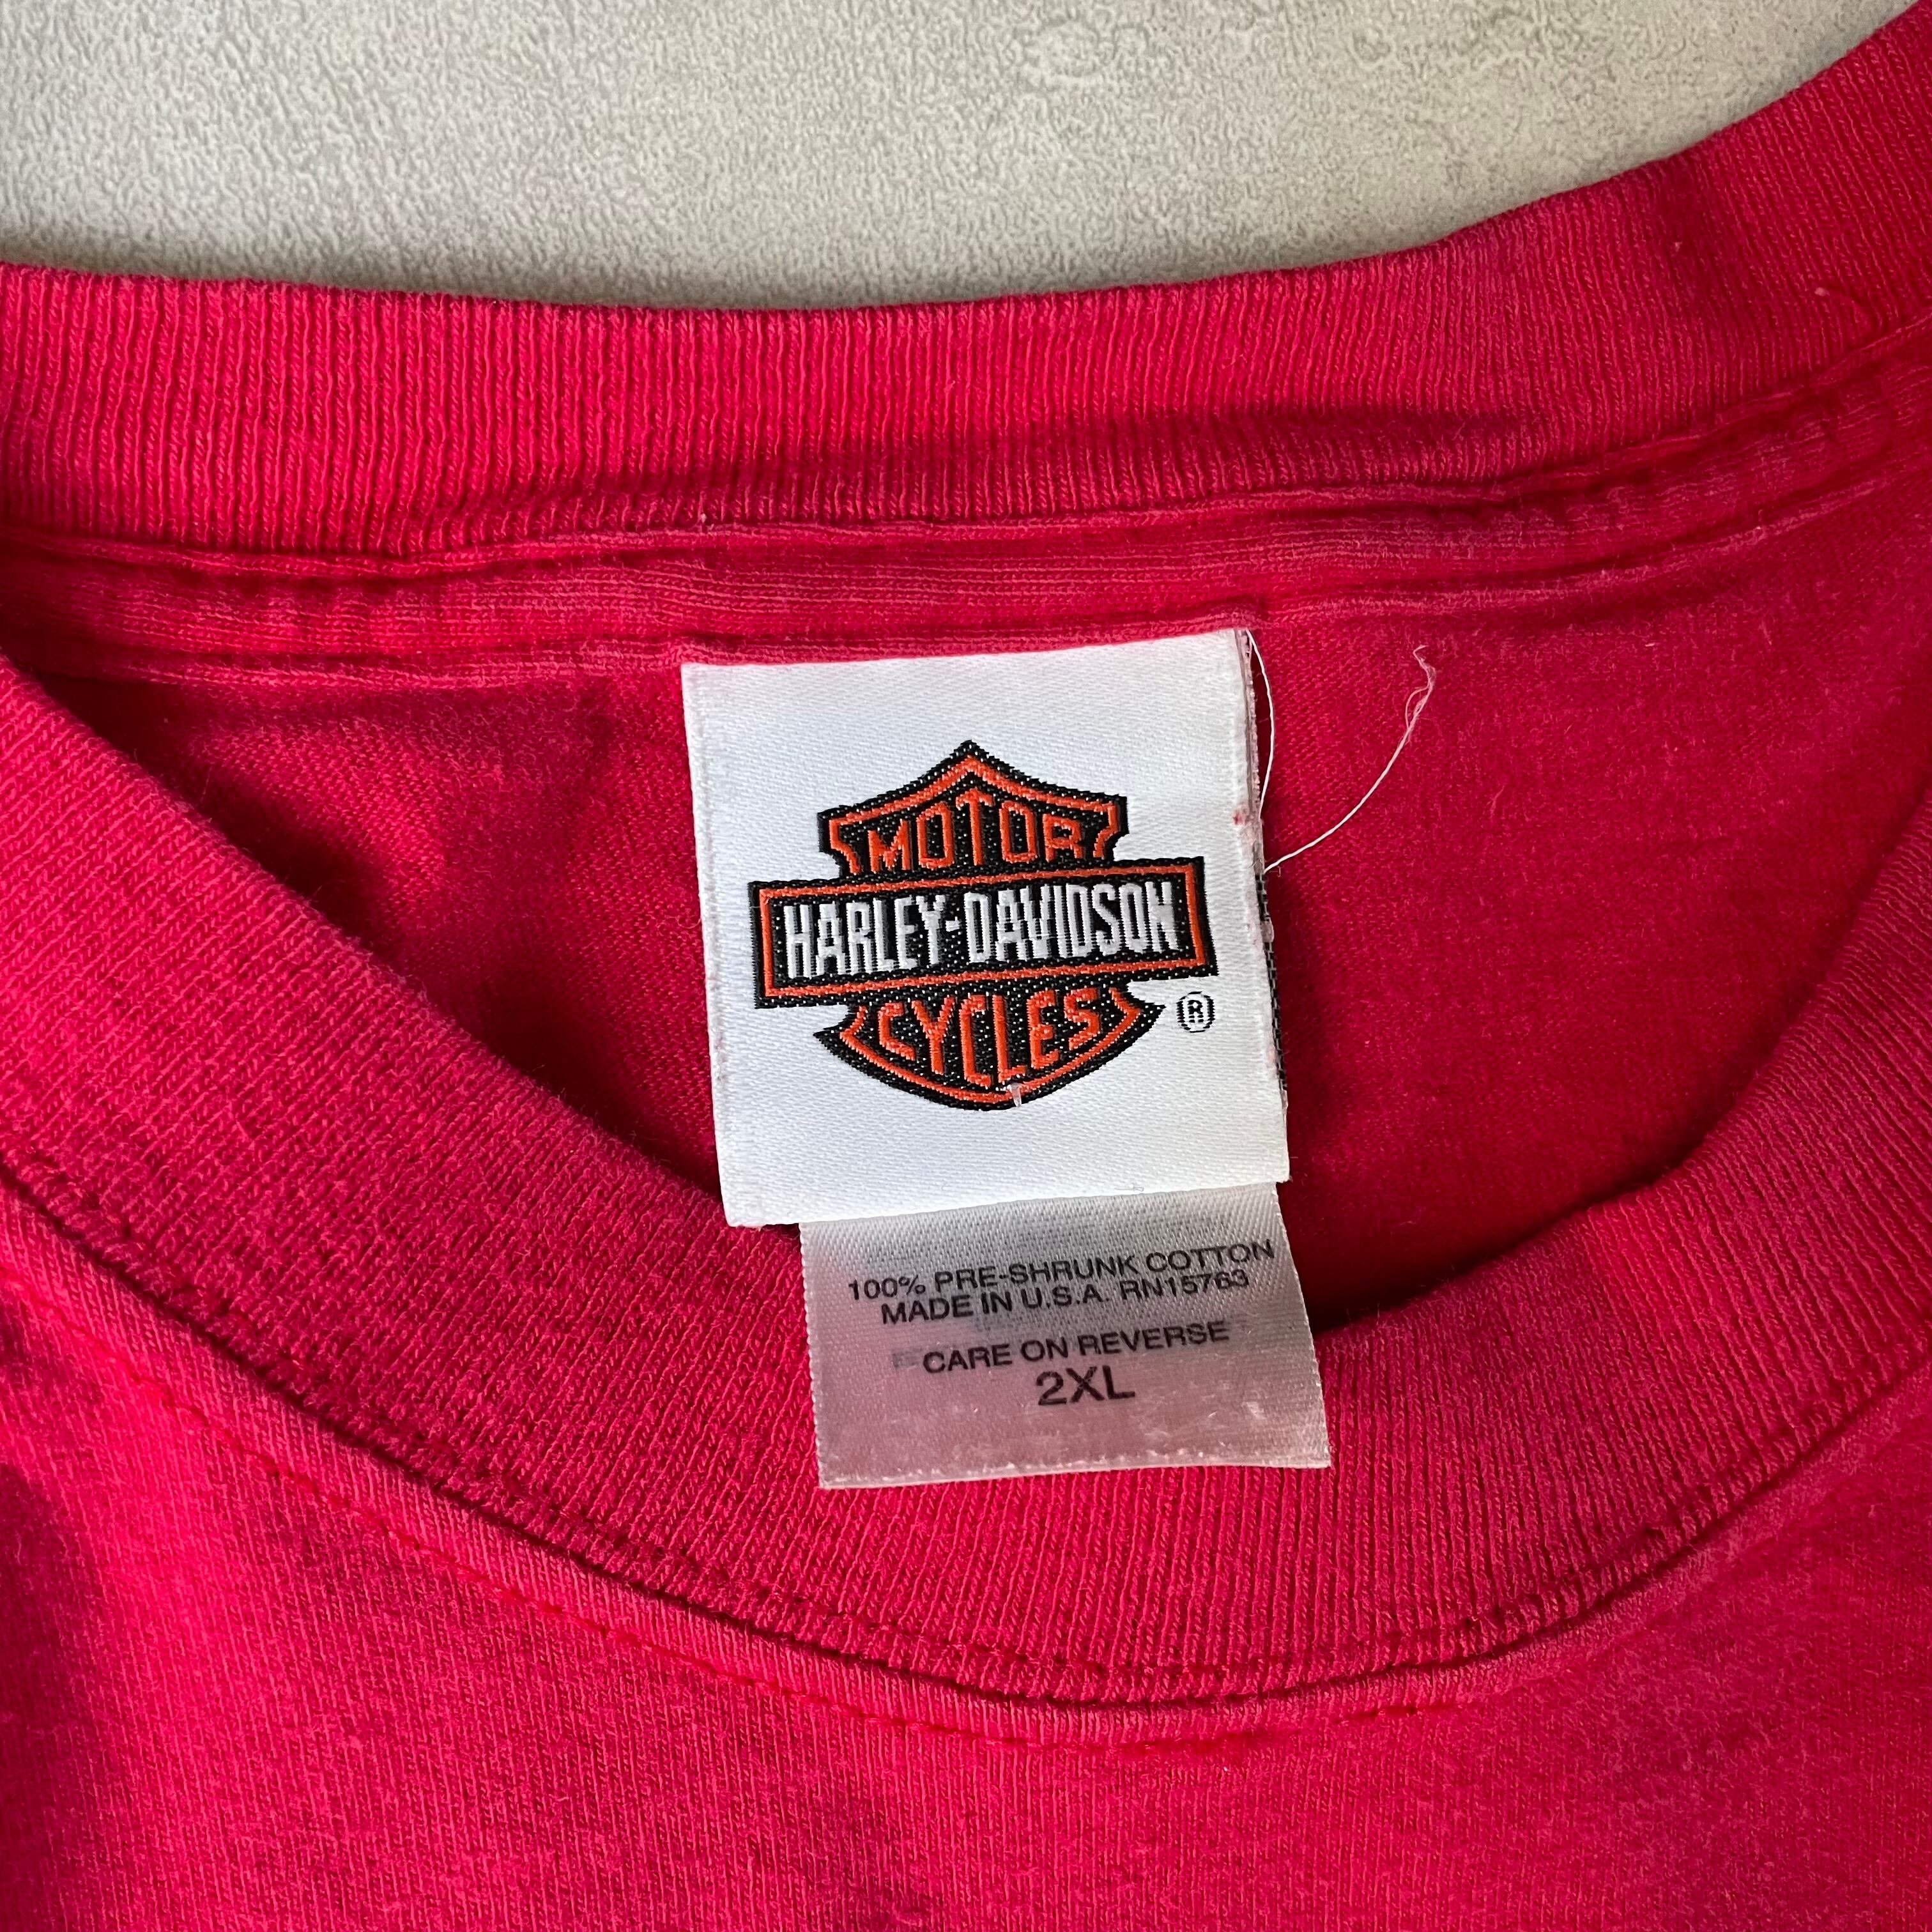 MOTOR
HARLEY-DAVIDSON
CYCLES
®
100% PRE-SHRUNK COTTON
MADE IN U.S.A. RN15763
CARE ON REVERSE
2XL